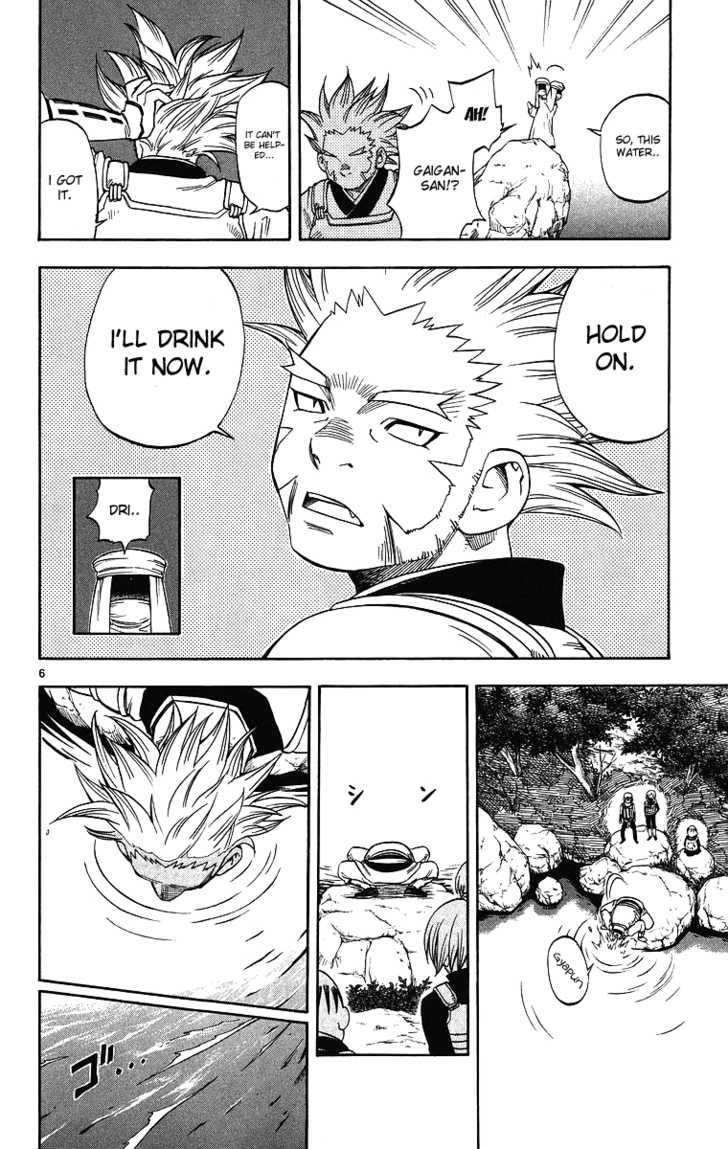 SO, THIS
WATER..
AH!
GAIGAN-
SAN!?
IT CAN'T
BE HELP-
ED...
I GOT
IT.
HOLD
ON.
I'LL DRINK
IT NOW.
DRI..
6
Gyapun
シン
ゴ...